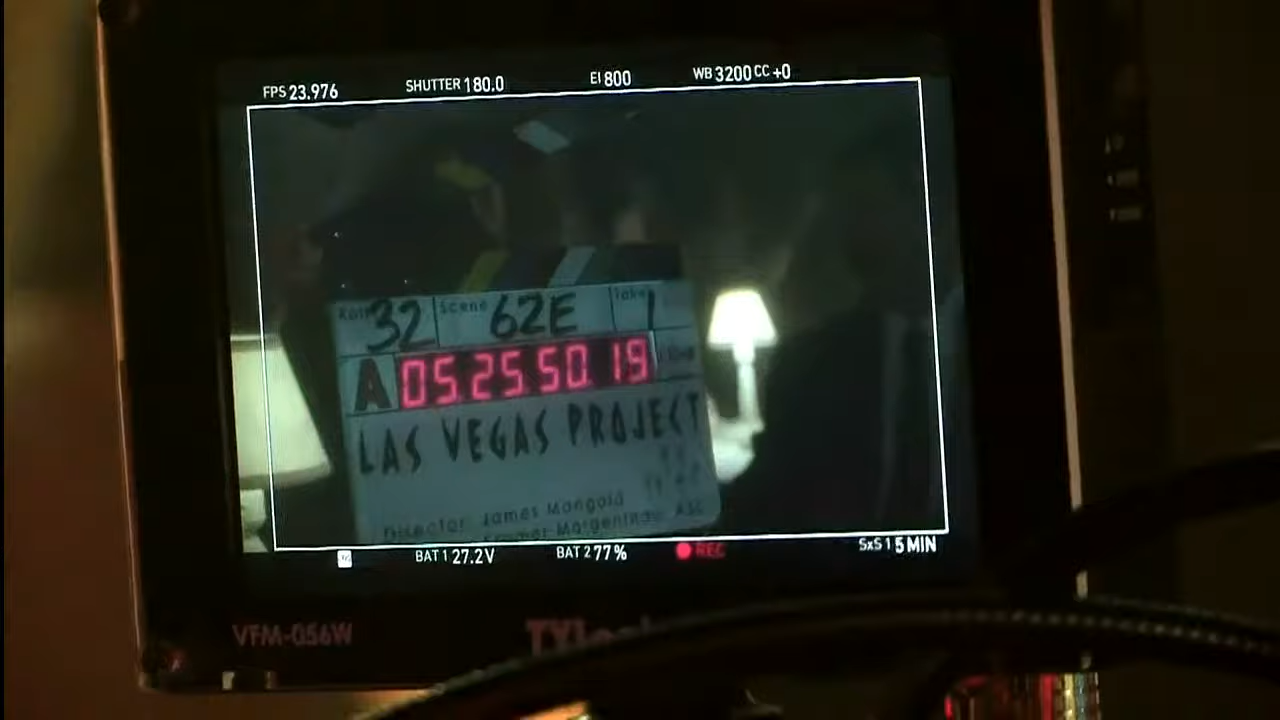 FPS 23.976 SHUTTER 180.0 EI 800 WB 3200 CC +0
Roll 32 Scene 62E Take 1
A 05.25.50.19
LAS VEGAS PROJECT
Director James Mangold
ASC
BAT 1 27.2V BAT 2 77% REC SxS 1 5 MIN
VFM-056W